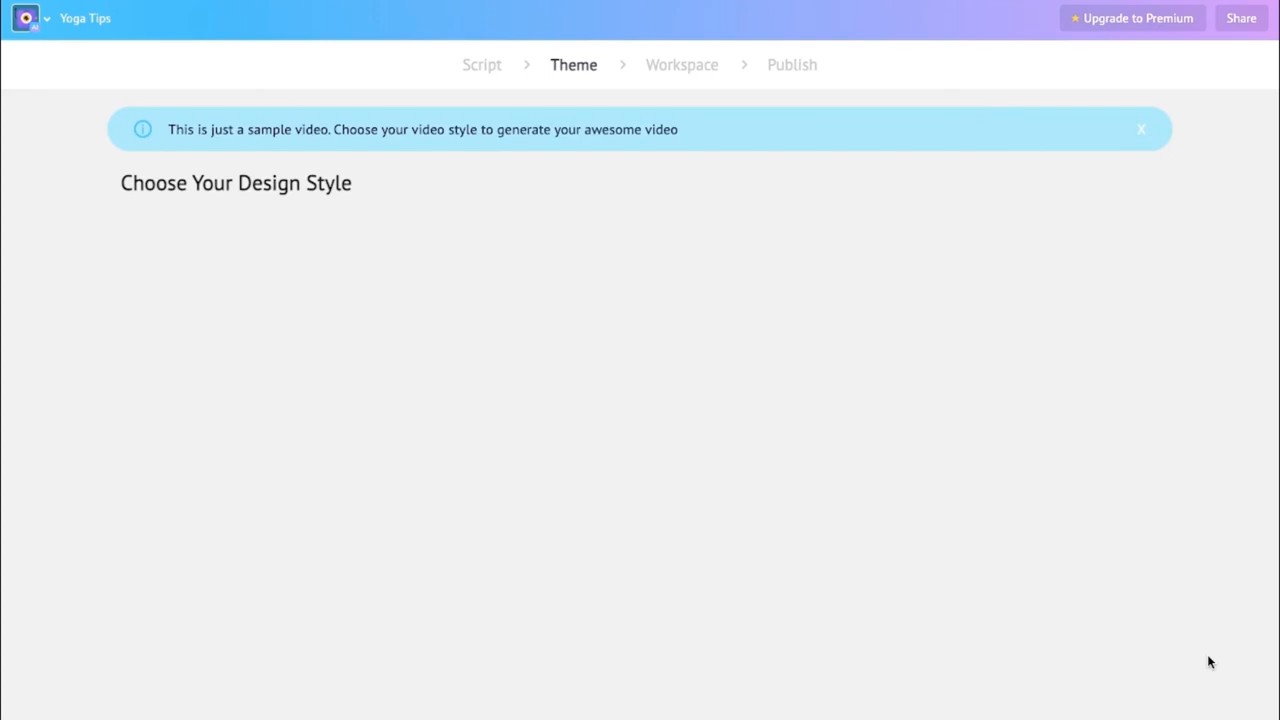 Yoga Tips
Upgrade to Premium
Share
Script > Theme > Workspace > Publish
This is just a sample video. Choose your video style to generate your awesome video
X
Choose Your Design Style